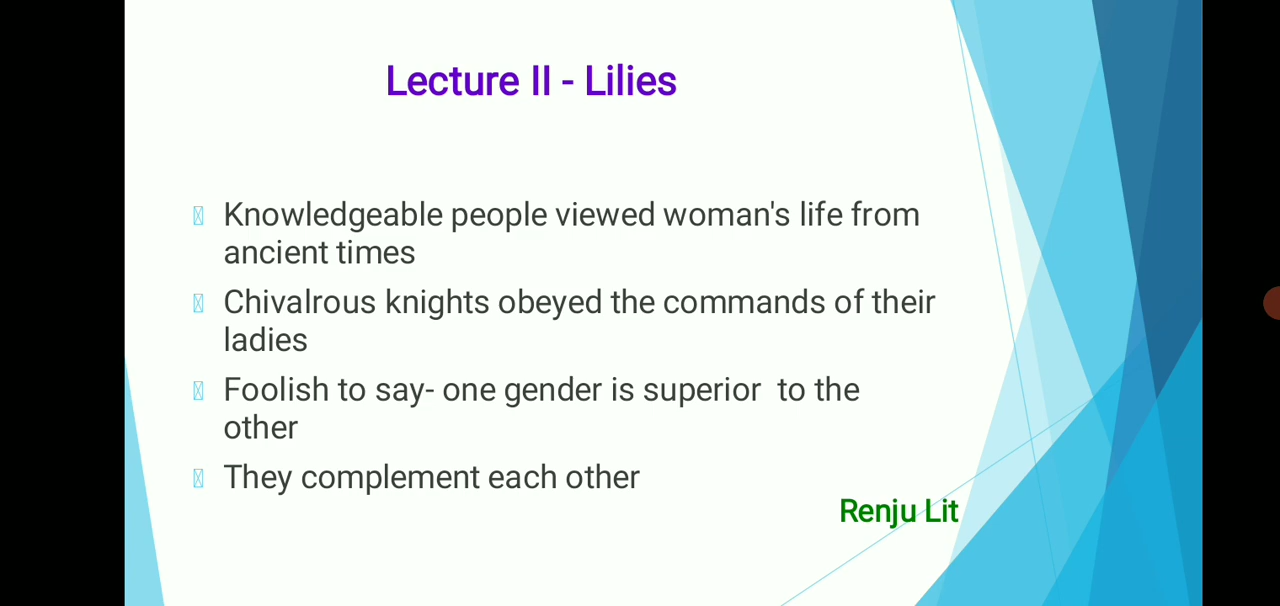 Lecture II - Lilies
Knowledgeable people viewed woman's life from
ancient times
Chivalrous knights obeyed the commands of their
ladies
Foolish to say- one gender is superior  to the
other
They complement each other
Renju Lit